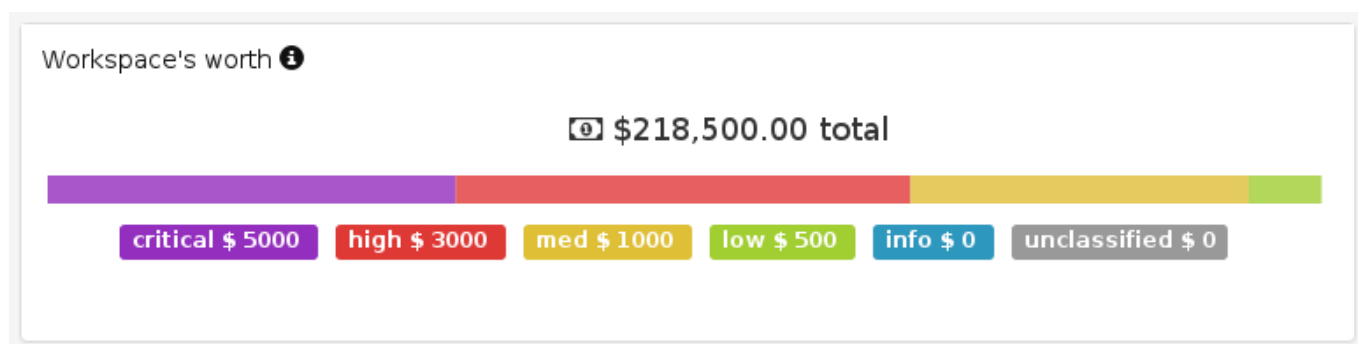 Workspace's worth
$218,500.00 total
critical $ 5000 high $ 3000 med $ 1000 low $ 500 info $ 0 unclassified $ 0